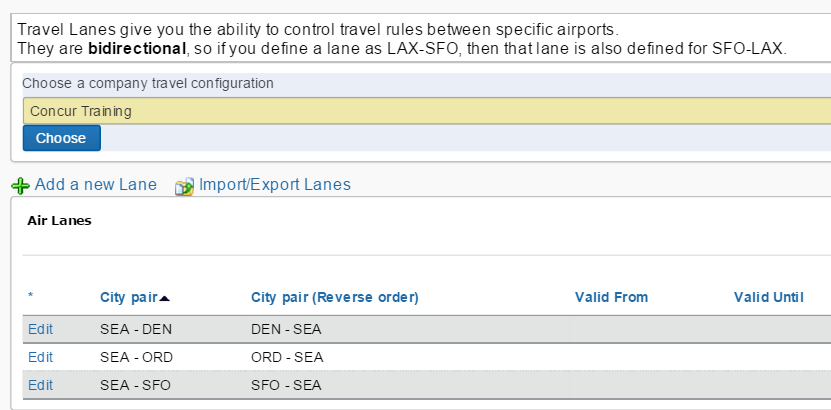 Travel Lanes give you the ability to control travel rules between specific airports.
They are bidirectional, so if you define a lane as LAX-SFO, then that lane is also defined for SFO-LAX.
Choose a company travel configuration
Concur Training
Choose
Add a new Lane Import/Export Lanes
Air Lanes
* City pair City pair (Reverse order) Valid From Valid Until
Edit SEA - DEN DEN - SEA
Edit SEA - ORD ORD - SEA
Edit SEA - SFO SFO - SEA